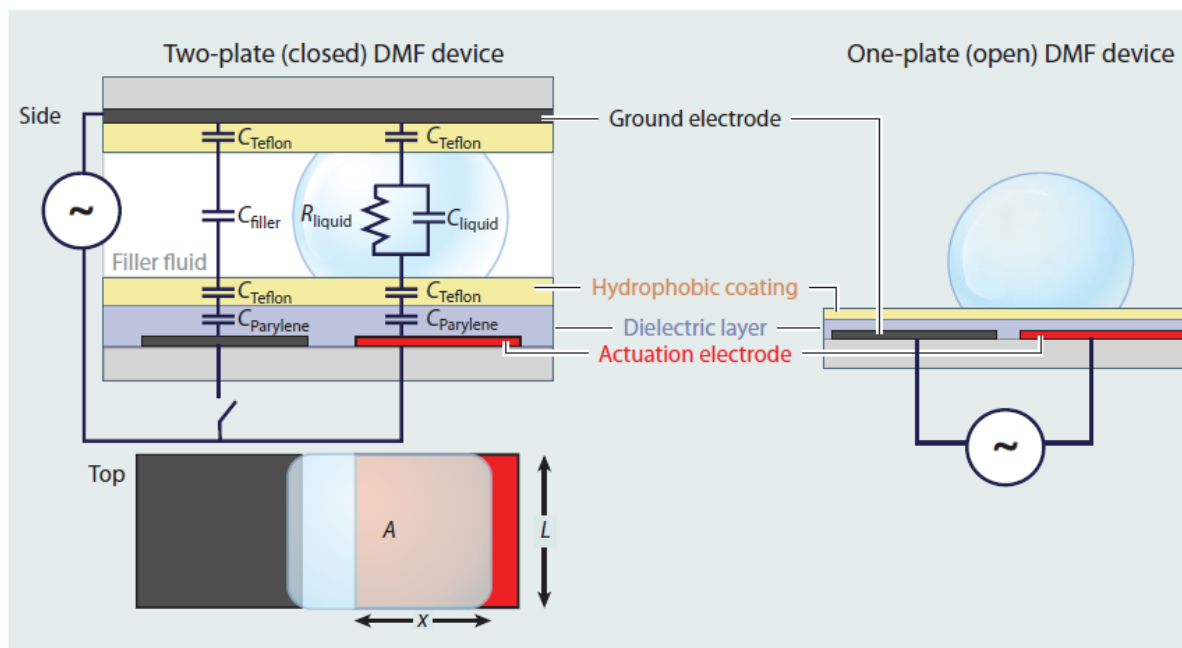 Two-plate (closed) DMF device
One-plate (open) DMF device
Side
Ground electrode
C_Teflon
C_Teflon
~
C_filler
R_liquid
C_liquid
Filler fluid
C_Teflon
C_Teflon
Hydrophobic coating
C_Parylene
C_Parylene
Dielectric layer
Actuation electrode
~
Top
A
L
x